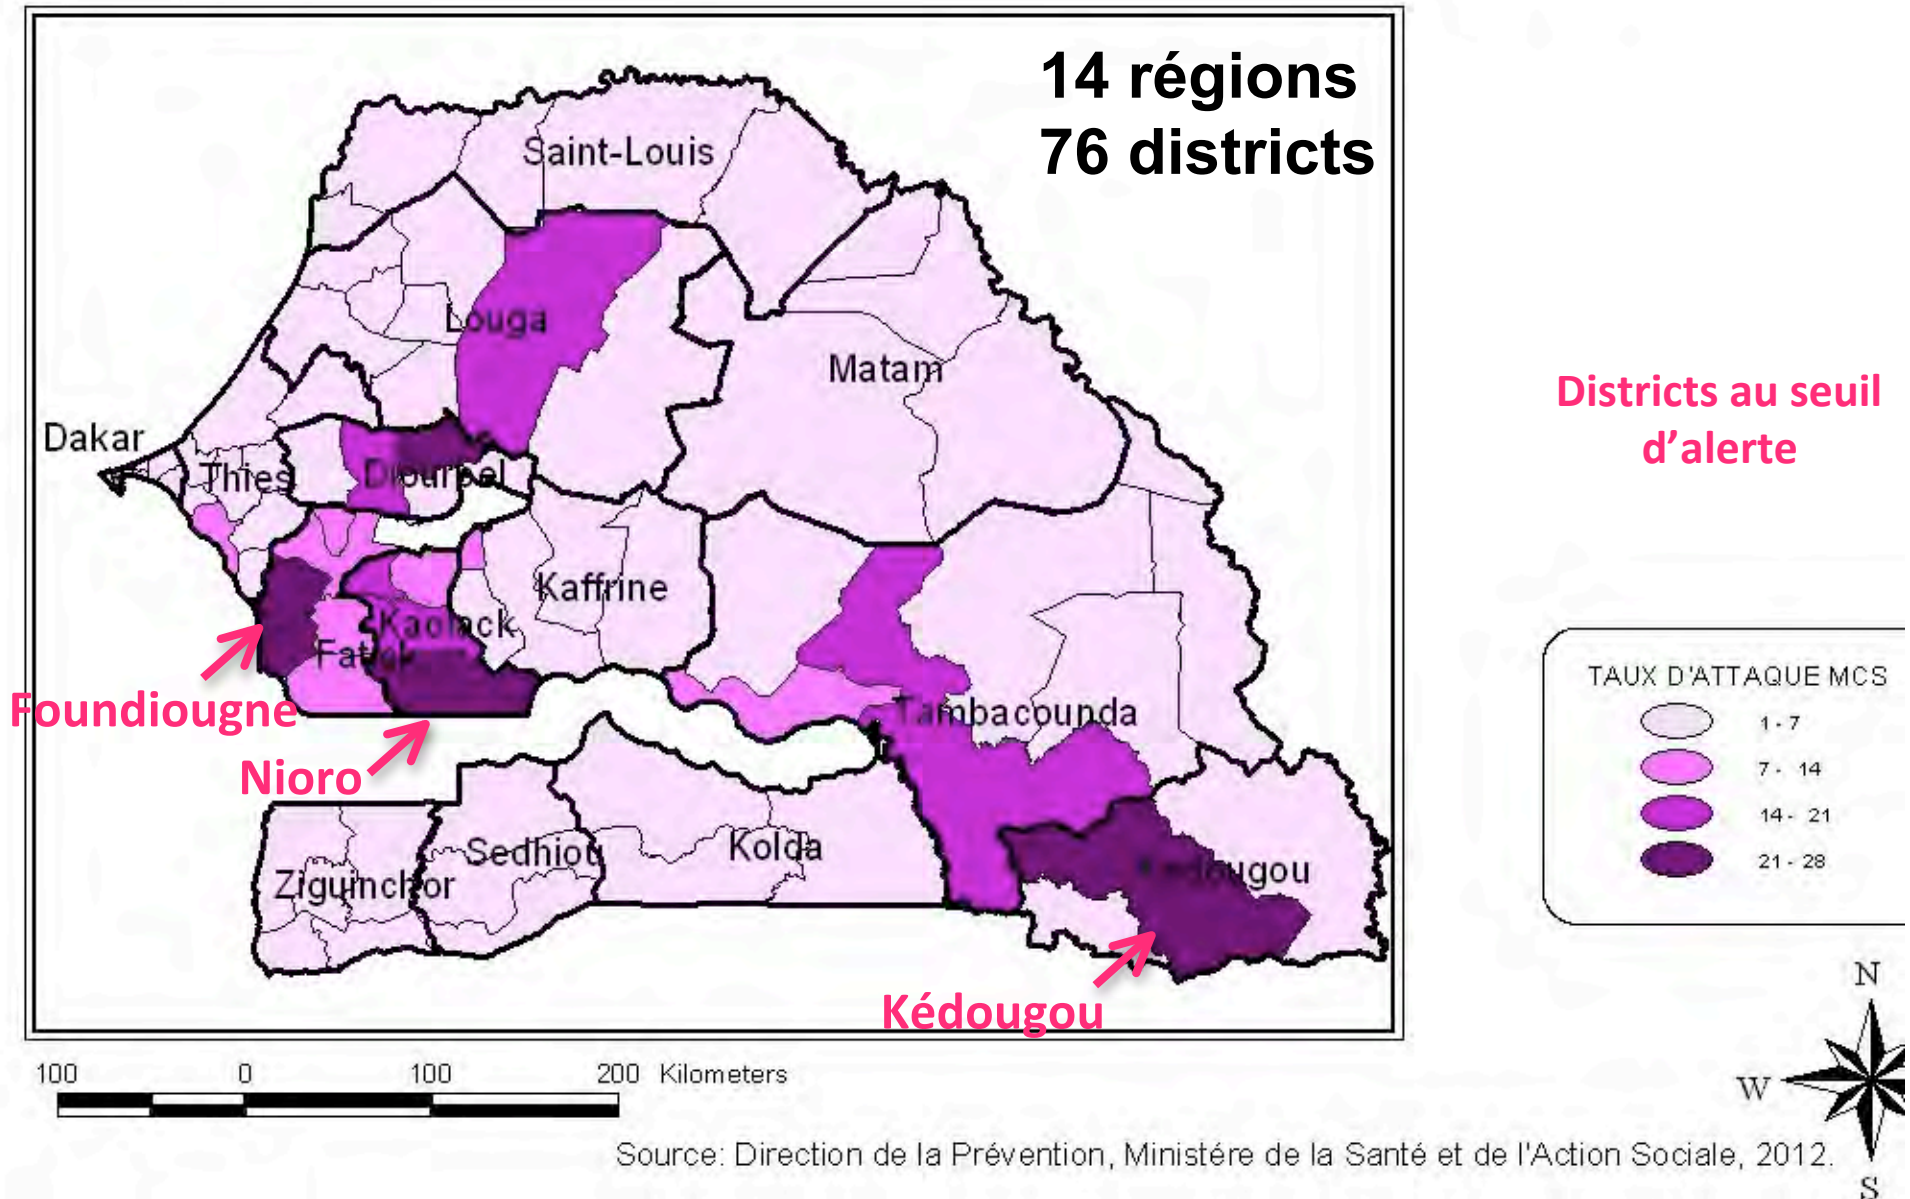 14 régions
76 districts
Saint-Louis
Louga
Matam
Dakar
Thies
Diourbel
Kaffrine
Kaolack
Fatick
Foundiougne
Nioro
Tambacounda
Sedhiou
Kolda
Ziguinchor
Kedougou
Kédougou
Districts au seuil
d’alerte
TAUX D'ATTAQUE MCS
1 - 7
7 - 14
14 - 21
21 - 28
N
W
S
100 0 100 200 Kilometers
Source: Direction de la Prévention, Ministére de la Santé et de l'Action Sociale, 2012.